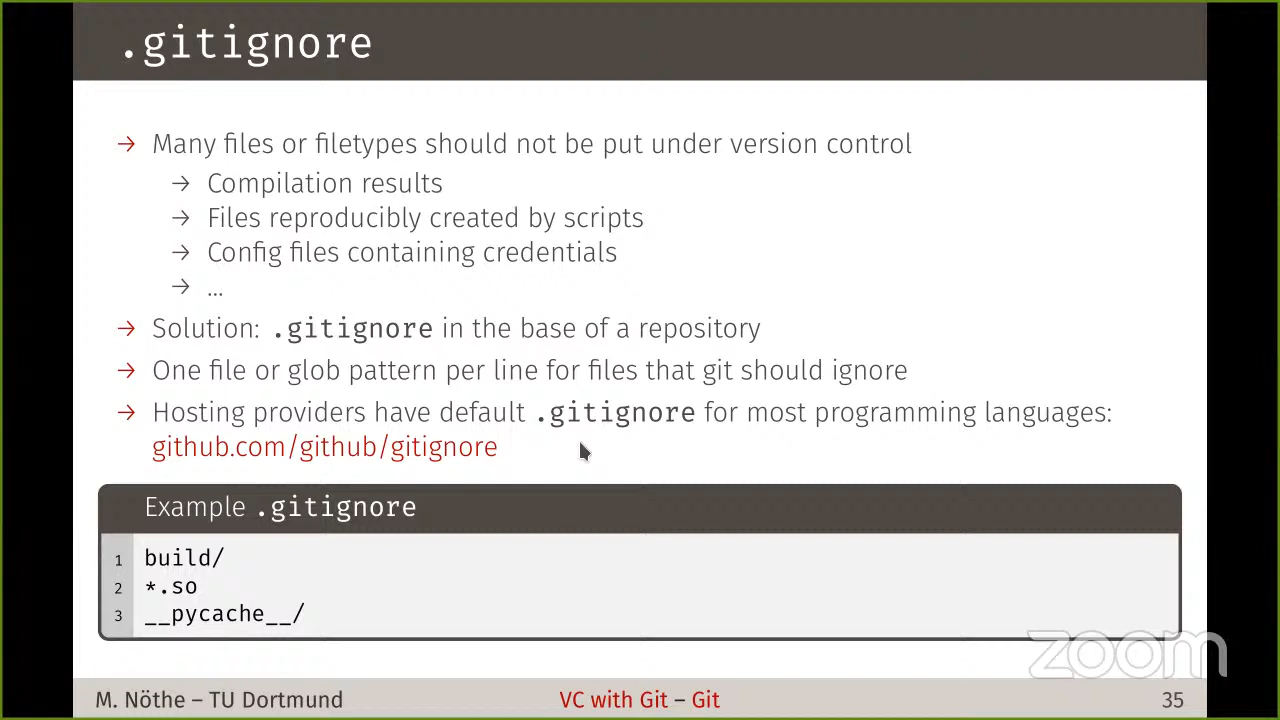 .gitignore
→ Many files or filetypes should not be put under version control
→ Compilation results
→ Files reproducibly created by scripts
→ Config files containing credentials
→ ...
→ Solution: .gitignore in the base of a repository
→ One file or glob pattern per line for files that git should ignore
→ Hosting providers have default .gitignore for most programming languages:
github.com/github/gitignore
Example .gitignore
1 build/
2 *.so
3 __pycache__/
zoom
M. Nöthe – TU Dortmund VC with Git – Git 35